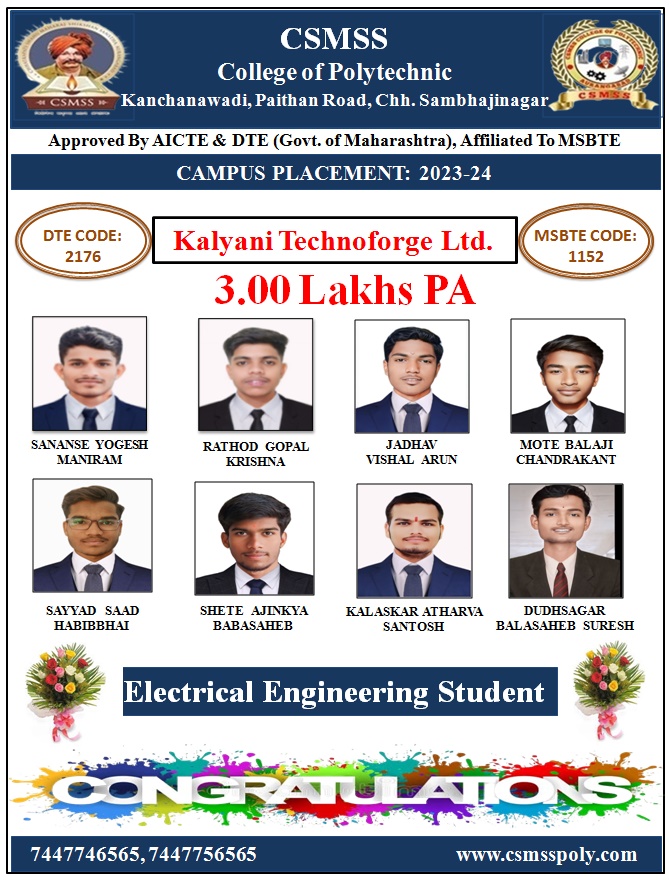 CSMSS
College of Polytechnic
Kanchanawadi, Paithan Road, Chh. Sambhajinagar
CSMSS
CSMSS
Approved By AICTE & DTE (Govt. of Maharashtra), Affiliated To MSBTE
CAMPUS PLACEMENT: 2023-24
DTE CODE:
2176
Kalyani Technoforge Ltd.
MSBTE CODE:
1152
3.00 Lakhs PA
SANANSE YOGESH
MANIRAM
RATHOD GOPAL
KRISHNA
JADHAV
VISHAL ARUN
MOTE BALAJI
CHANDRAKANT
SAYYAD SAAD
HABIBBHAI
SHETE AJINKYA
BABASAHEB
KALASKAR ATHARVA
SANTOSH
DUDHSAGAR
BALASAHEB SURESH
Electrical Engineering Student
CONGRATULATIONS
7447746565, 7447756565
www.csmsspoly.com